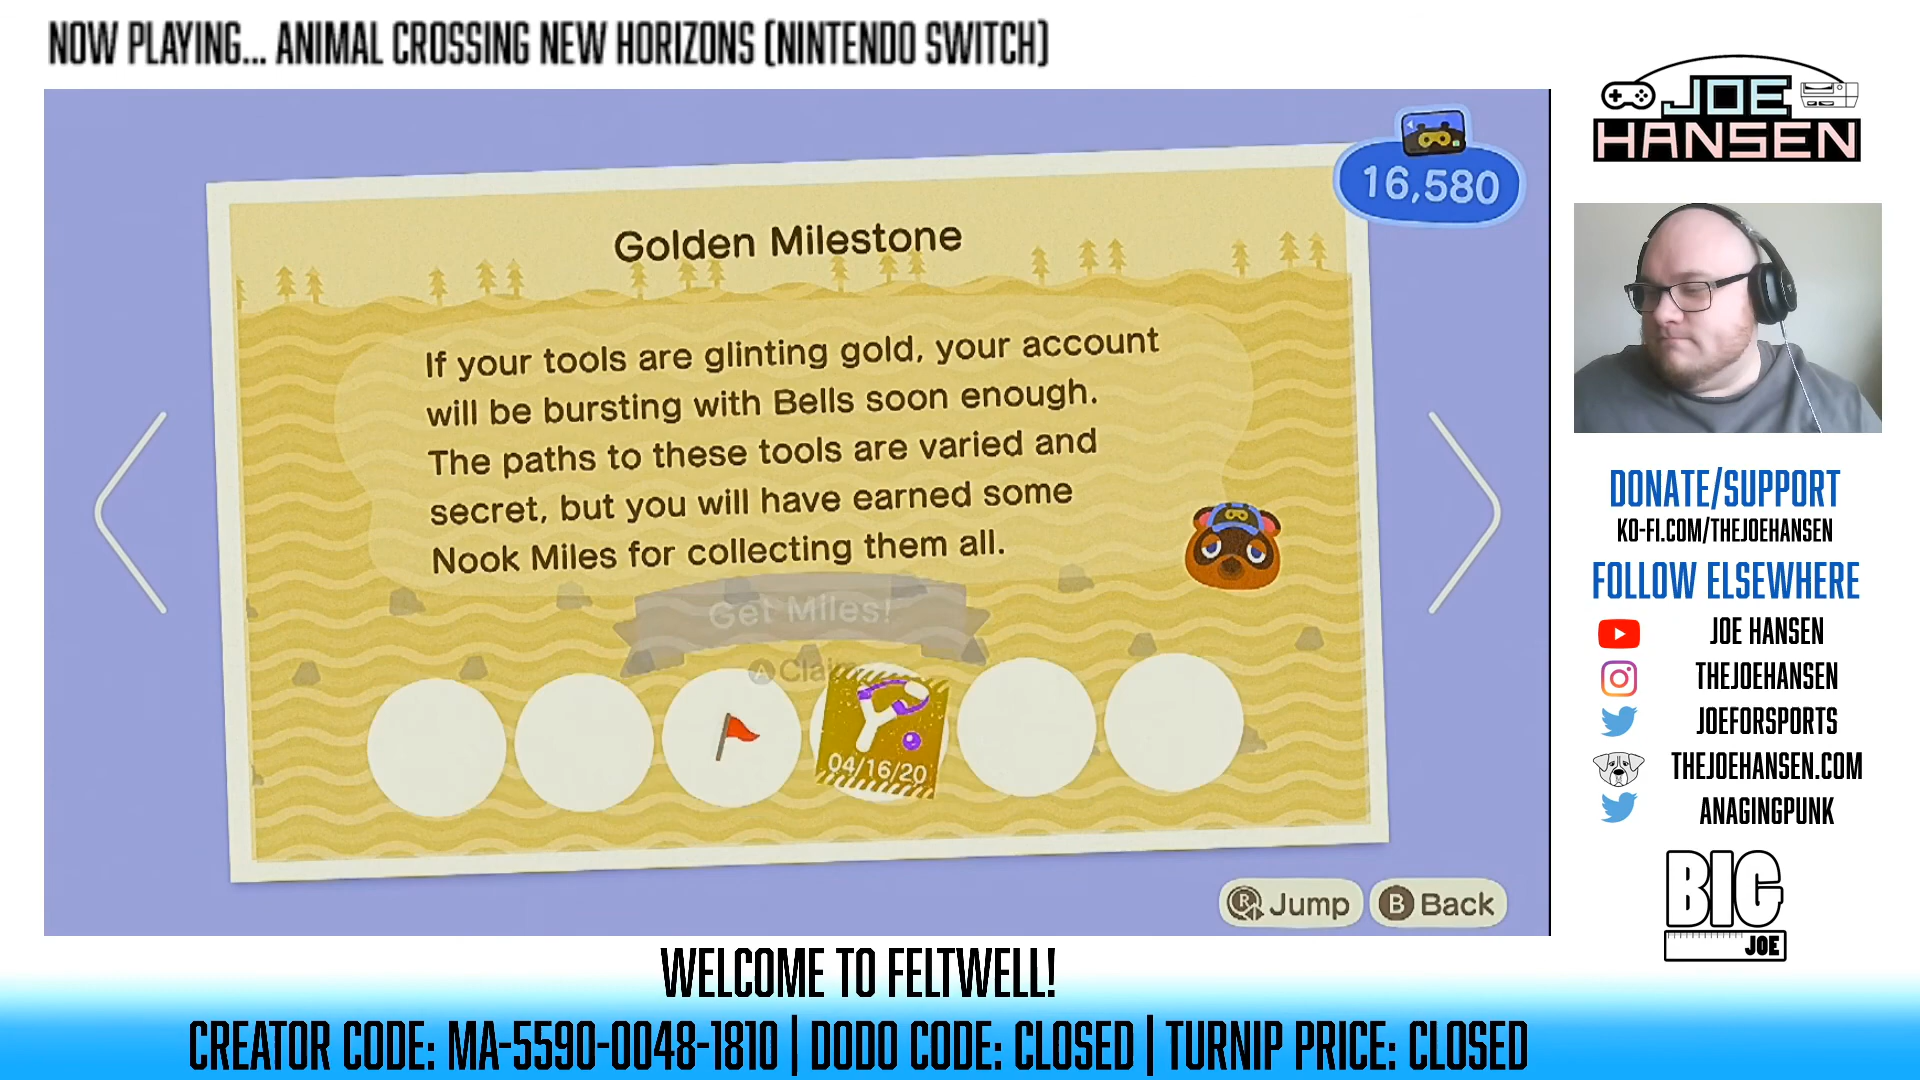 NOW PLAYING... ANIMAL CROSSING NEW HORIZONS (NINTENDO SWITCH)
JOE
HANSEN
16,580
Golden Milestone
If your tools are glinting gold, your account
will be bursting with Bells soon enough.
The paths to these tools are varied and
secret, but you will have earned some
Nook Miles for collecting them all.
Get Miles!
A Clai
04/16/20
R Jump
B Back
DONATE/SUPPORT
KO-FI.COM/THEJOEHANSEN
FOLLOW ELSEWHERE
JOE HANSEN
THEJOEHANSEN
JOEFORSPORTS
THEJOEHANSEN.COM
ANAGINGPUNK
BIG
JOE
WELCOME TO FELTWELL!
CREATOR CODE: MA-5590-0048-1810 | DODO CODE: CLOSED | TURNIP PRICE: CLOSED